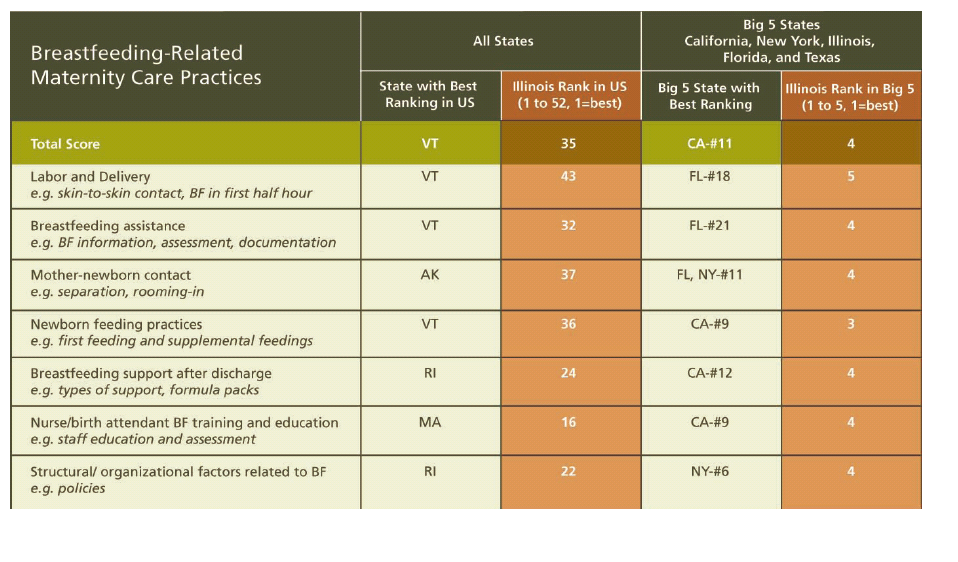 Breastfeeding-Related
Maternity Care Practices
All States
Big 5 States
California, New York, Illinois,
Florida, and Texas
State with Best
Ranking in US
Illinois Rank in US
(1 to 52, 1=best)
Big 5 State with
Best Ranking
Illinois Rank in Big 5
(1 to 5, 1=best)
Total Score VT 35 CA-#11 4
Labor and Delivery VT 43 FL-#18 5
e.g. skin-to-skin contact, BF in first half hour
Breastfeeding assistance VT 32 FL-#21 4
e.g. BF information, assessment, documentation
Mother-newborn contact AK 37 FL, NY-#11 4
e.g. separation, rooming-in
Newborn feeding practices VT 36 CA-#9 3
e.g. first feeding and supplemental feedings
Breastfeeding support after discharge RI 24 CA-#12 4
e.g. types of support, formula packs
Nurse/birth attendant BF training and education MA 16 CA-#9 4
e.g. staff education and assessment
Structural/ organizational factors related to BF RI 22 NY-#6 4
e.g. policies